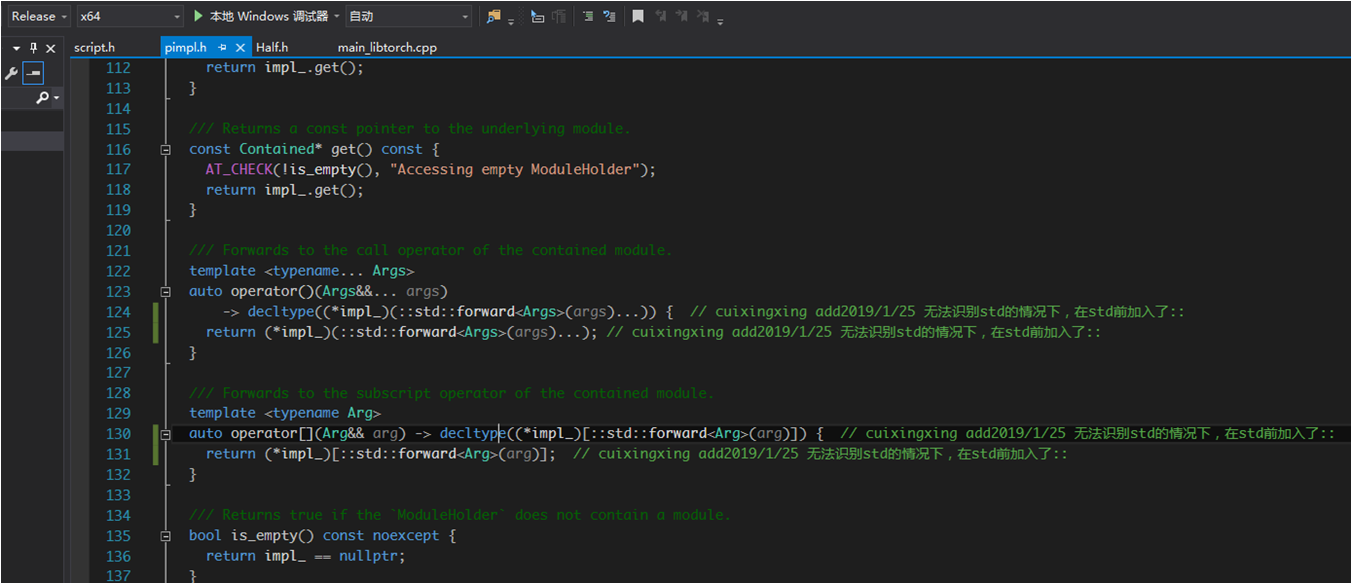 Release x64 本地 Windows 调试器 自动
script.h pimpl.h Half.h main_libtorch.cpp
112 return impl_.get();
113 }
114
115 /// Returns a const pointer to the underlying module.
116 const Contained* get() const {
117 AT_CHECK(!is_empty(), "Accessing empty ModuleHolder");
118 return impl_.get();
119 }
120
121 /// Forwards to the call operator of the contained module.
122 template <typename... Args>
123 auto operator()(Args&&... args)
124 -> decltype((*impl_)(::std::forward<Args>(args)...)) { // cuixingxing add2019/1/25 无法识别std的情况下，在std前加入了::
125 return (*impl_)(::std::forward<Args>(args)...); // cuixingxing add2019/1/25 无法识别std的情况下，在std前加入了::
126 }
127
128 /// Forwards to the subscript operator of the contained module.
129 template <typename Arg>
130 auto operator[](Arg&& arg) -> decltype((*impl_)[::std::forward<Arg>(arg)]) { // cuixingxing add2019/1/25 无法识别std的情况下，在std前加入了::
131 return (*impl_)[::std::forward<Arg>(arg)]; // cuixingxing add2019/1/25 无法识别std的情况下，在std前加入了::
132 }
133
134 /// Returns true if the `ModuleHolder` does not contain a module.
135 bool is_empty() const noexcept {
136 return impl_ == nullptr;
137 }